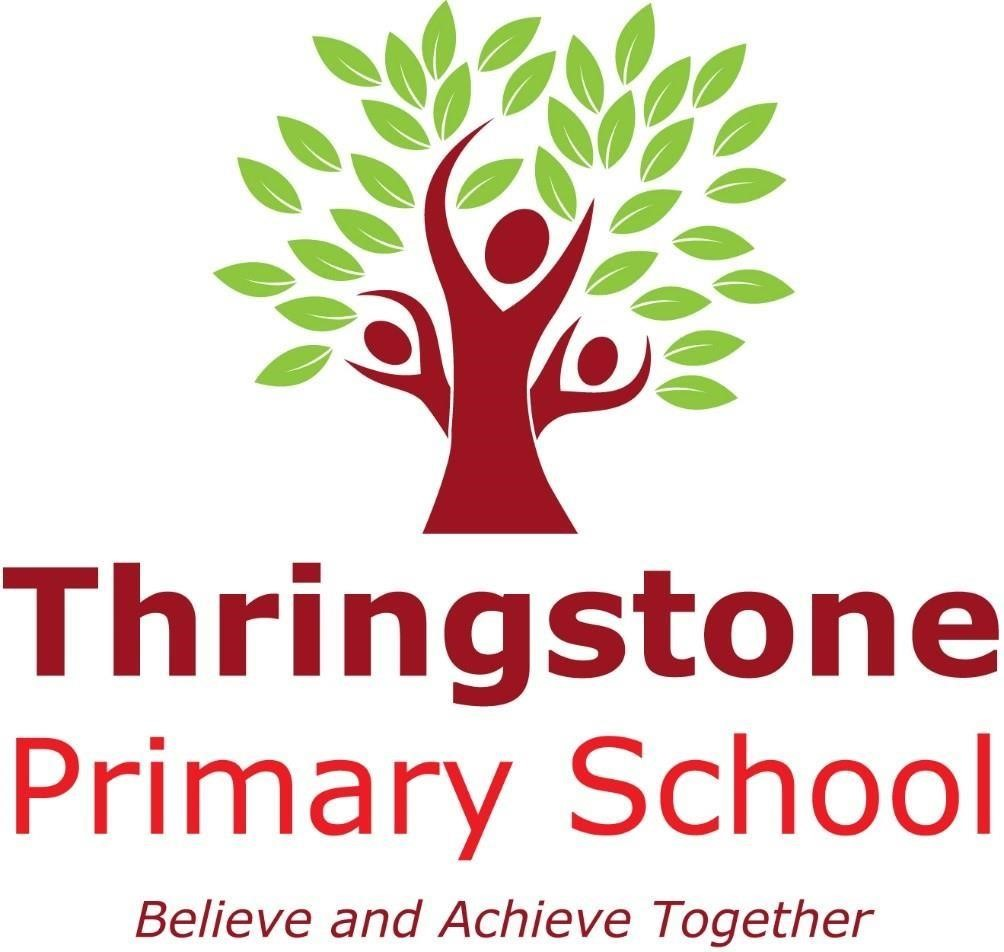 Thringstone
Primary School
Believe and Achieve Together